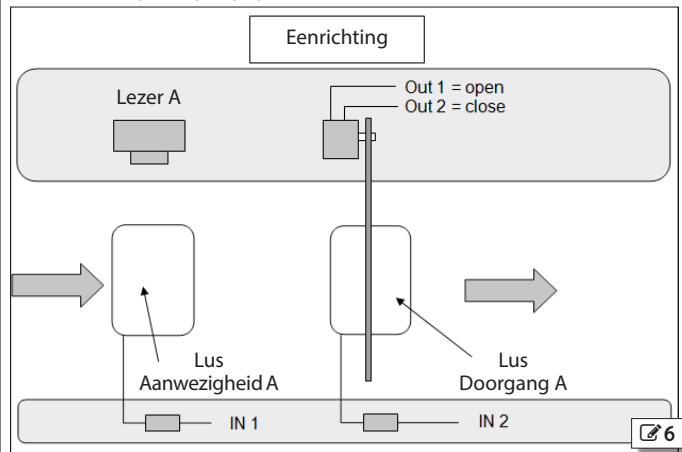 Eenrichting
Lezer A
Out 1 = open
Out 2 = close
Lus
Aanwezigheid A
Lus
Doorgang A
IN 1
IN 2
6